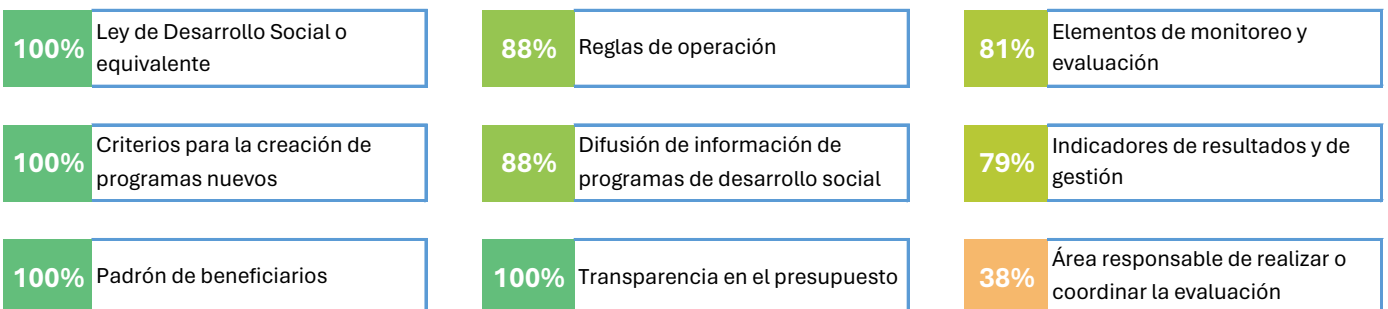 100%
Ley de Desarrollo Social o
equivalente
88%
Reglas de operación
81%
Elementos de monitoreo y
evaluación
100%
Criterios para la creación de
programas nuevos
88%
Difusión de información de
programas de desarrollo social
79%
Indicadores de resultados y de
gestión
100%
Padrón de beneficiarios
100%
Transparencia en el presupuesto
38%
Área responsable de realizar o
coordinar la evaluación